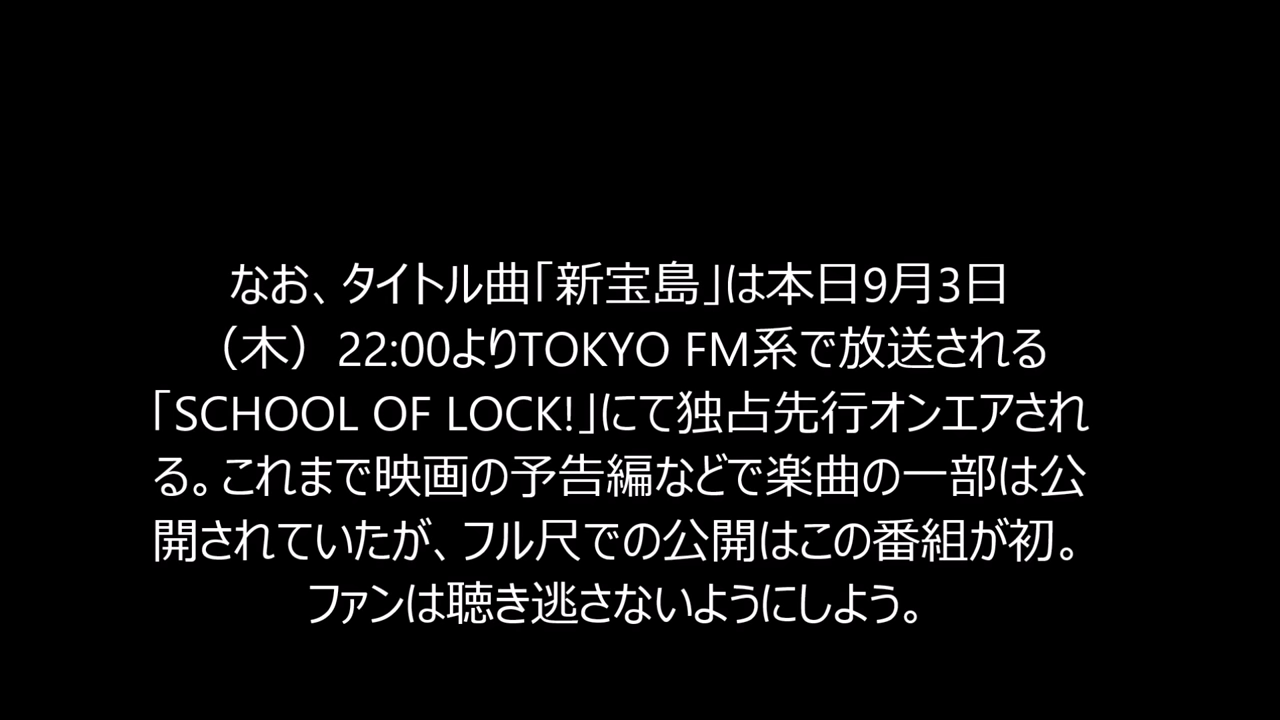 なお、タイトル曲「新宝島」は本日9月3日
（木）22:00よりTOKYO FM系で放送される
「SCHOOL OF LOCK!」にて独占先行オンエアされ
る。これまで映画の予告編などで楽曲の一部は公
開されていたが、フル尺での公開はこの番組が初。
ファンは聴き逃さないようにしよう。